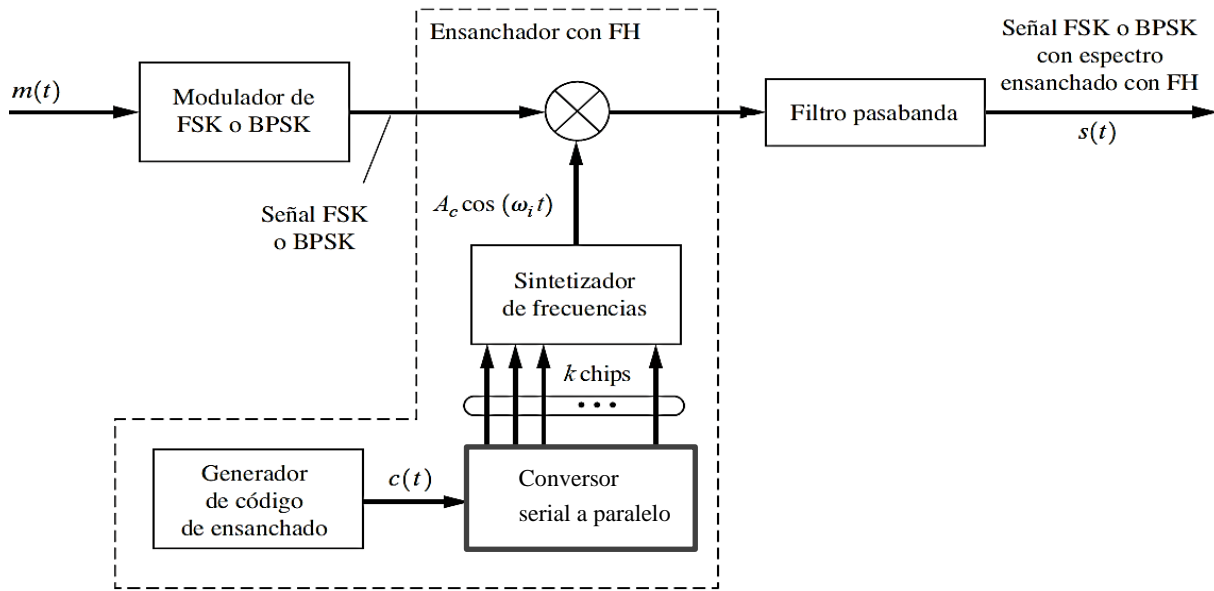 Ensanchador con FH
Señal FSK o BPSK
con espectro
ensanchado con FH
m(t)
Modulador de
FSK o BPSK
Filtro pasabanda
s(t)
Señal FSK
o BPSK
A_c cos (ω_i t)
Sintetizador
de frecuencias
k chips
• • •
Generador
de código
de ensanchado
c(t)
Conversor
serial a paralelo